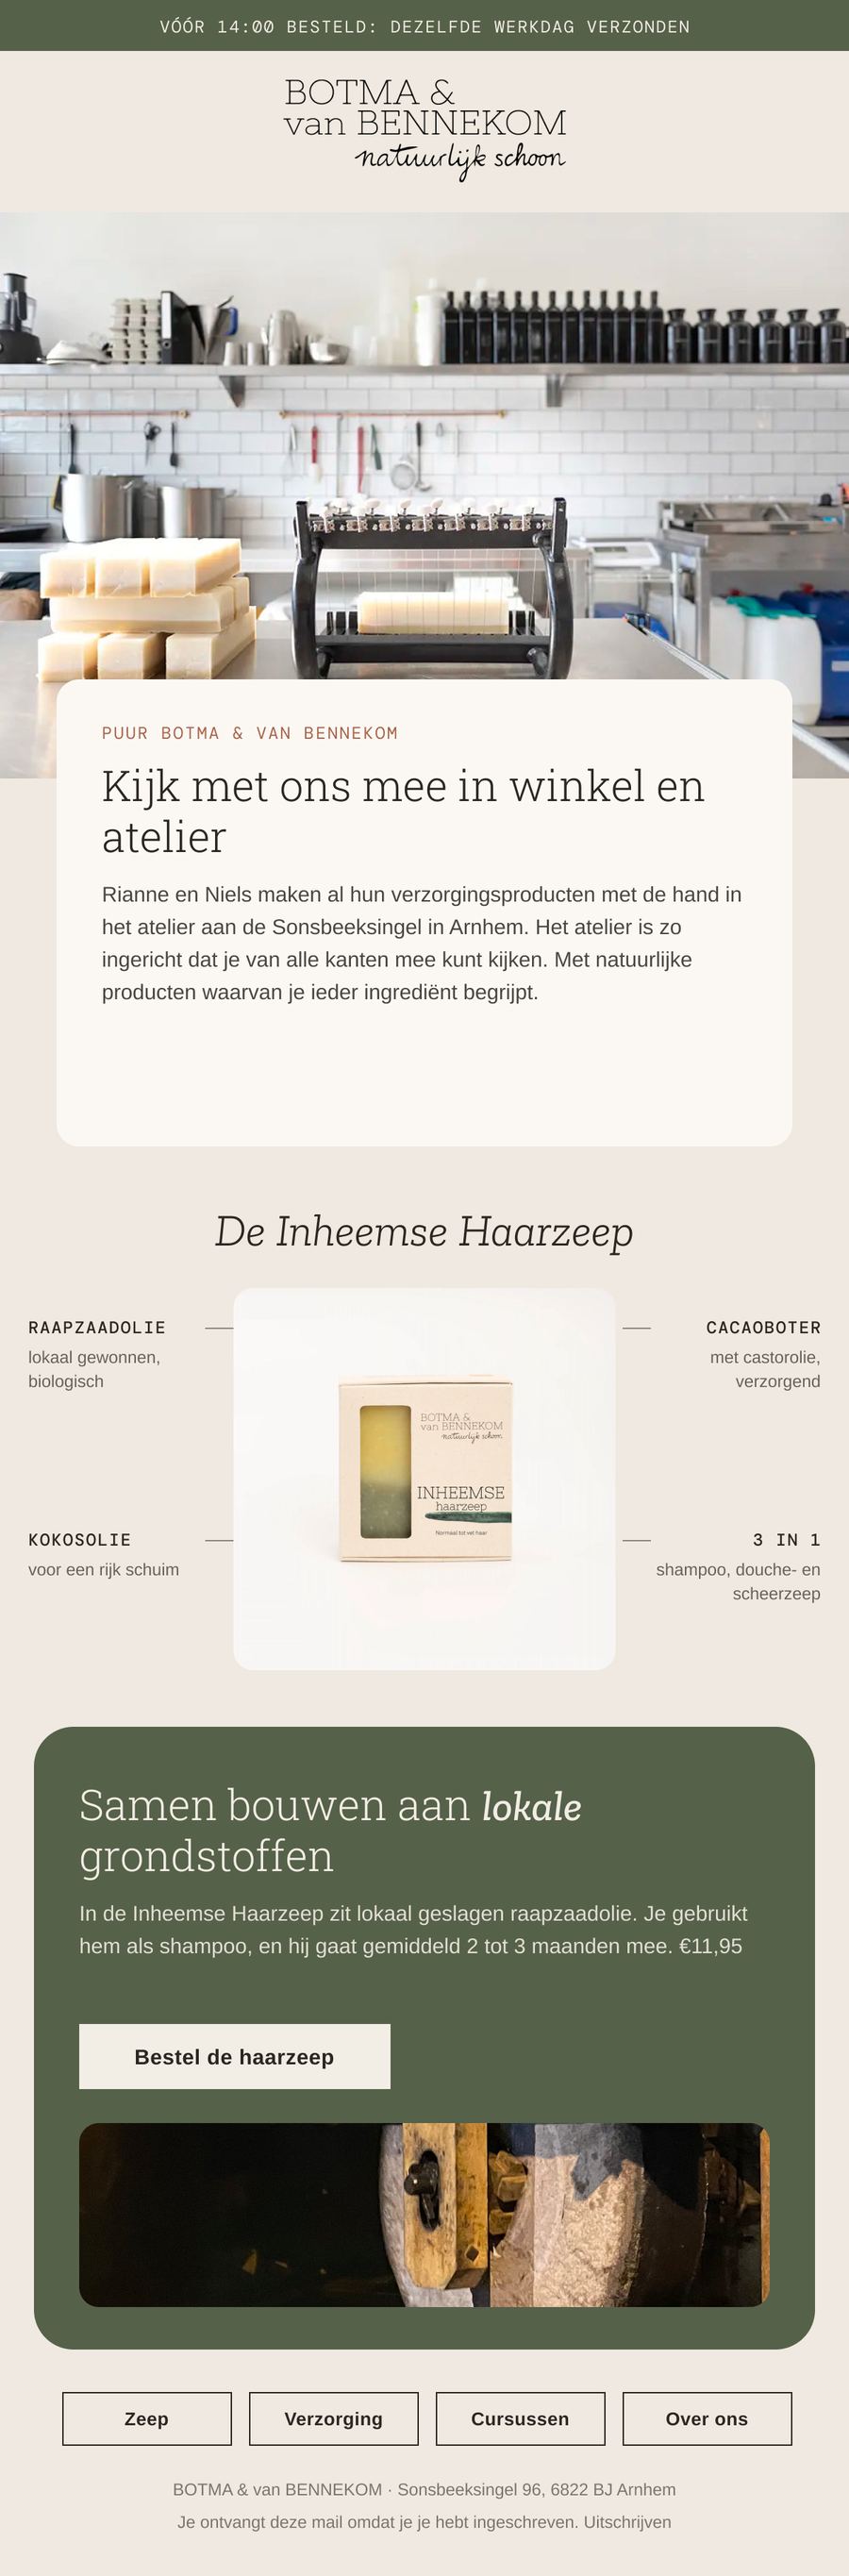 VÓÓR 14:00 BESTELD: DEZELFDE WERKDAG VERZONDEN
BOTMA &
van BENNEKOM
natuurlijk schoon
PUUR BOTMA & VAN BENNEKOM
Kijk met ons mee in winkel en
atelier
Rianne en Niels maken al hun verzorgingsproducten met de hand in
het atelier aan de Sonsbeeksingel in Arnhem. Het atelier is zo
ingericht dat je van alle kanten mee kunt kijken. Met natuurlijke
producten waarvan je ieder ingrediënt begrijpt.
De Inheemse Haarzeep
RAAPZAADOLIE
lokaal gewonnen,
biologisch
CACAOBOTER
met castorolie,
verzorgend
BOTMA &
van BENNEKOM
natuurlijk schoon
INHEEMSE
haarzeep
Normaal tot vet haar
KOKOSOLIE
voor een rijk schuim
3 IN 1
shampoo, douche- en
scheerzeep
Samen bouwen aan lokale
grondstoffen
In de Inheemse Haarzeep zit lokaal geslagen raapzaadolie. Je gebruikt
hem als shampoo, en hij gaat gemiddeld 2 tot 3 maanden mee. €11,95
Bestel de haarzeep
Zeep
Verzorging
Cursussen
Over ons
BOTMA & van BENNEKOM · Sonsbeeksingel 96, 6822 BJ Arnhem
Je ontvangt deze mail omdat je je hebt ingeschreven. Uitschrijven